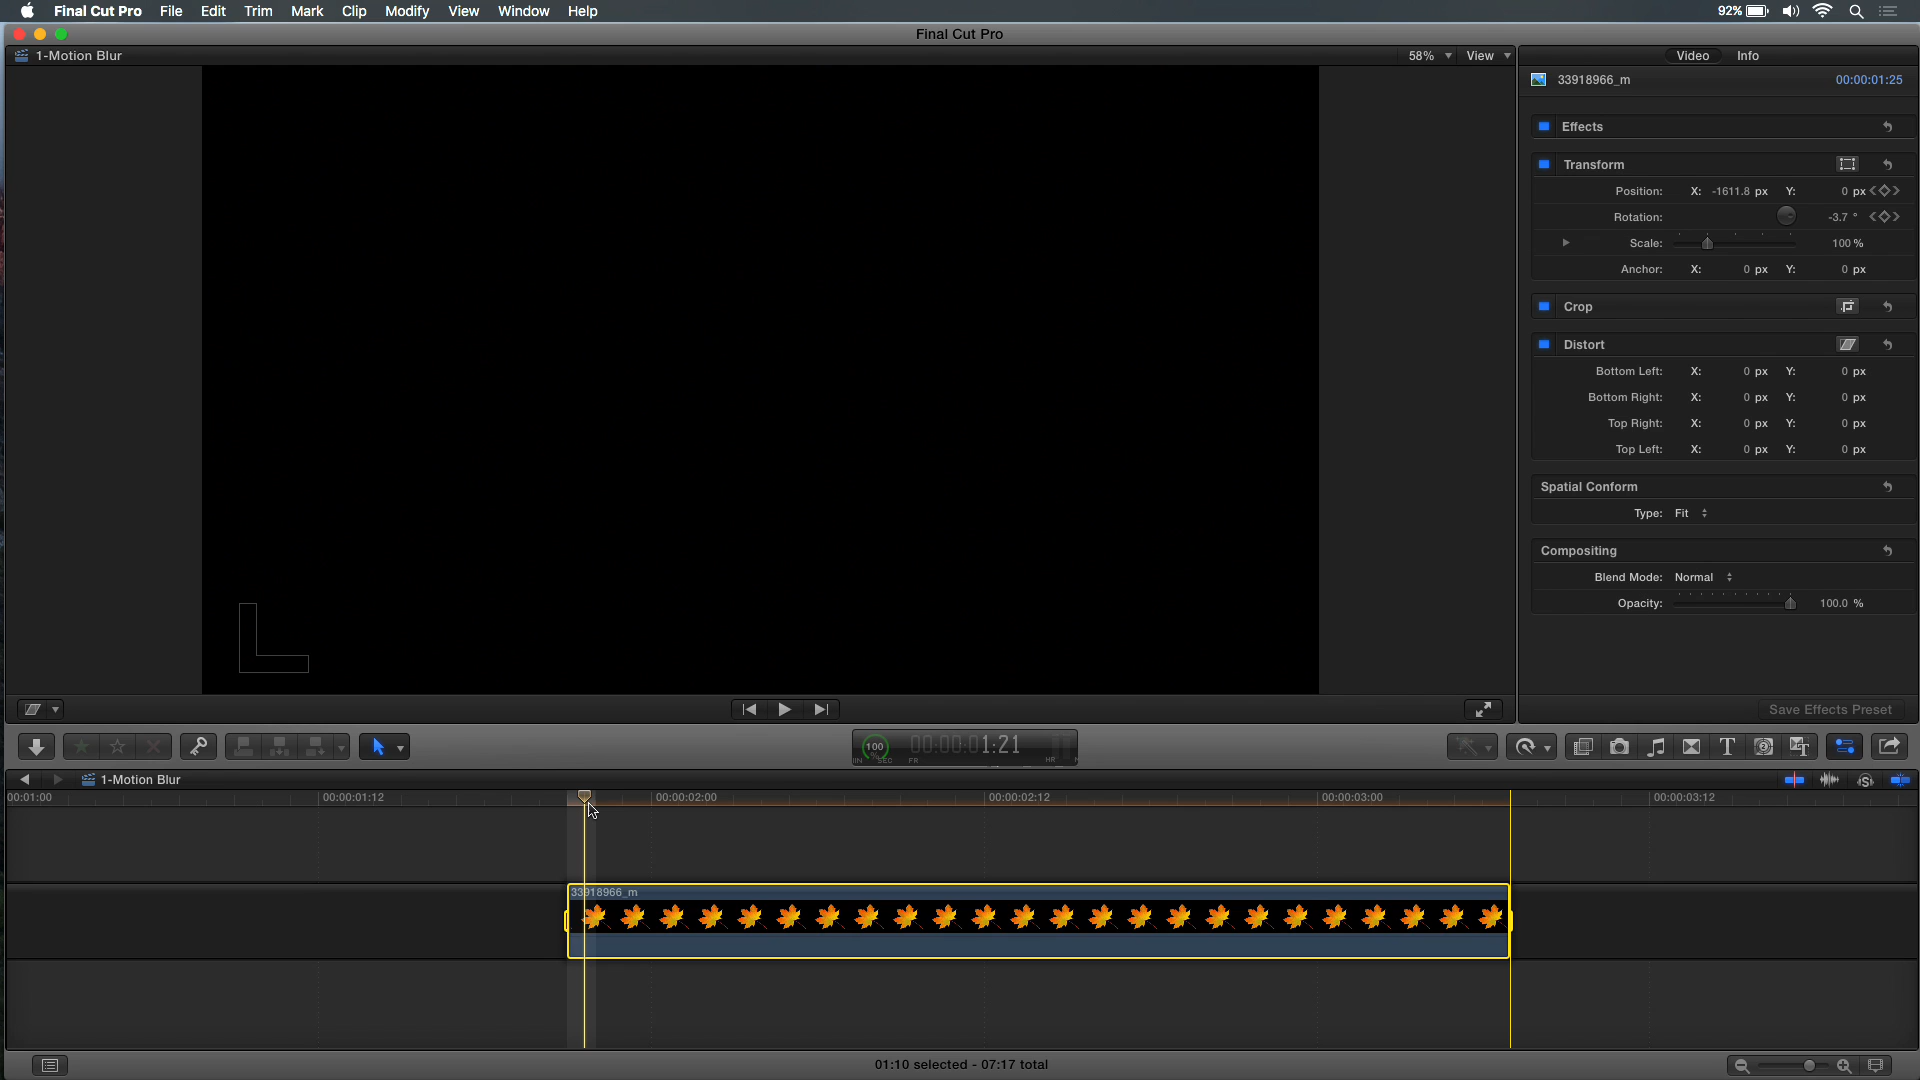 Final Cut Pro File Edit Trim Mark Clip Modify View Window Help 92%
Final Cut Pro
1-Motion Blur 58% View Video Info
33918966_m 00:00:01:25
Effects
Transform
Position: X: -1611.8 px Y: 0 px
Rotation: -3.7 °
Scale: 100 %
Anchor: X: 0 px Y: 0 px
Crop
Distort
Bottom Left: X: 0 px Y: 0 px
Bottom Right: X: 0 px Y: 0 px
Top Right: X: 0 px Y: 0 px
Top Left: X: 0 px Y: 0 px
Spatial Conform
Type: Fit
Compositing
Blend Mode: Normal
Opacity: 100.0 %
Save Effects Preset
100 % 00:00:01:21
SEC FR HR
1-Motion Blur
00:01:00 00:00:01:12 00:00:02:00 00:00:02:12 00:00:03:00 00:00:03:12
33918966_m
01:10 selected - 07:17 total